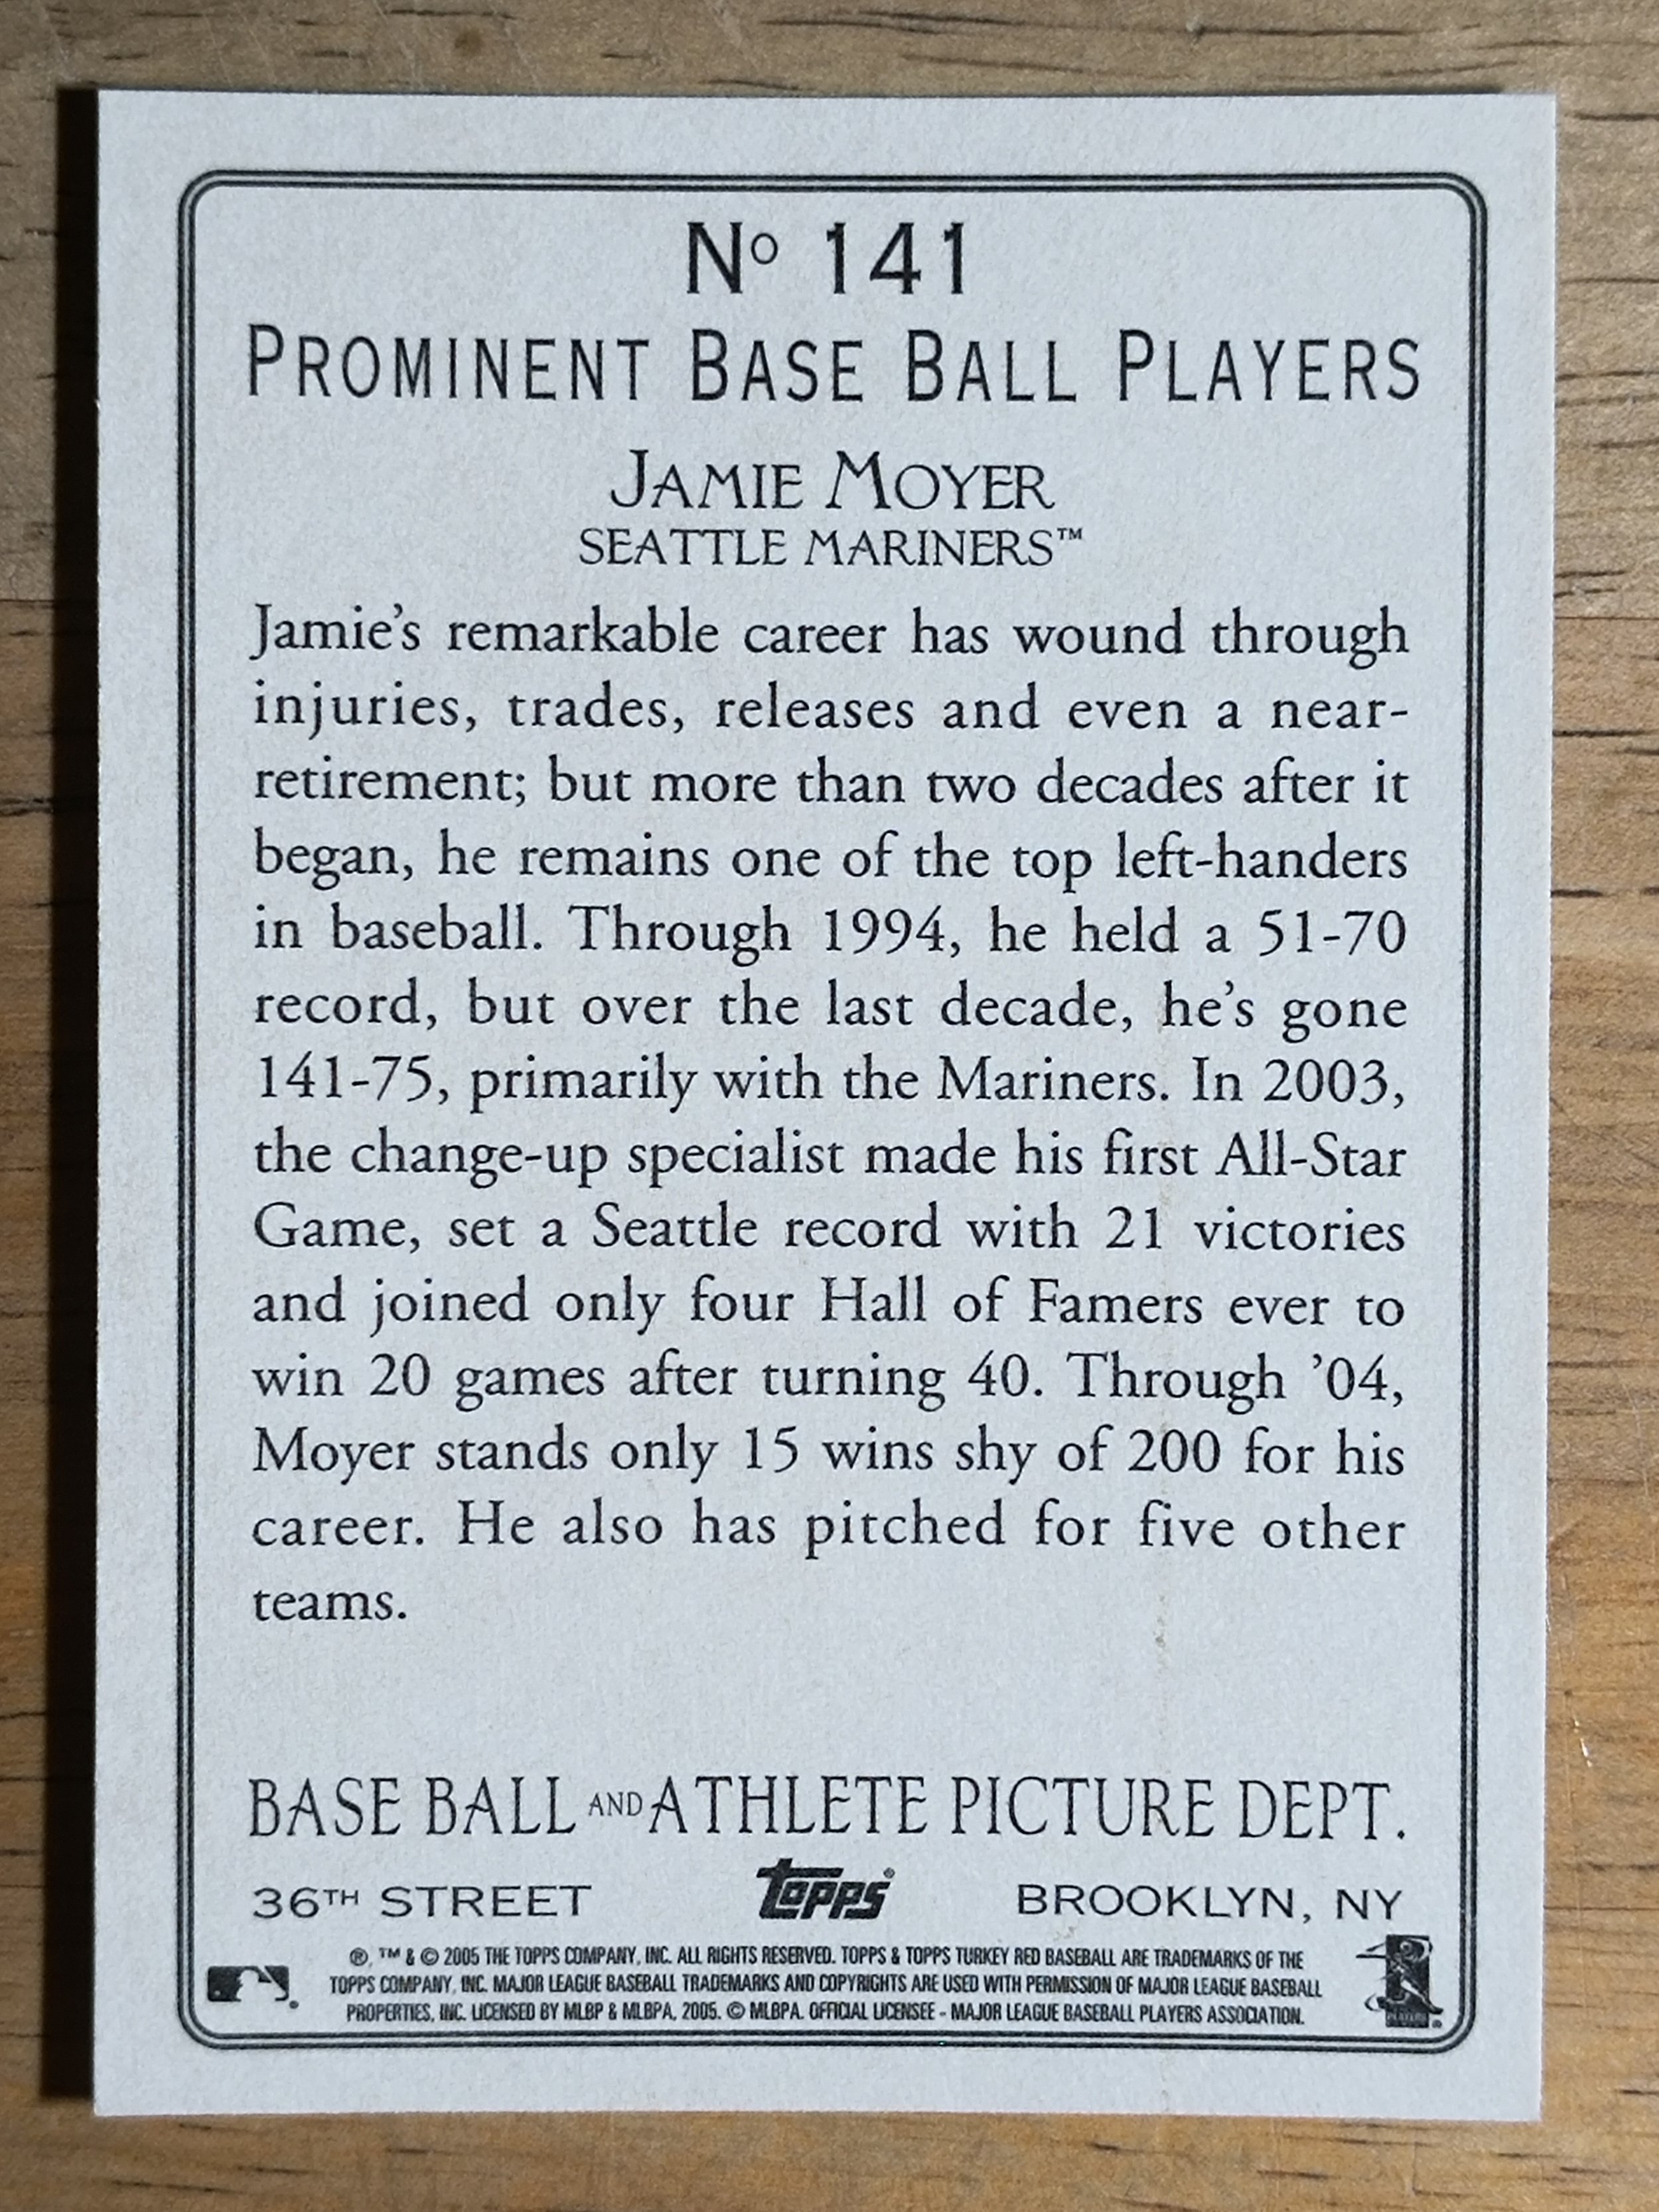 Nº 141
PROMINENT BASE BALL PLAYERS
JAMIE MOYER
SEATTLE MARINERS™
Jamie's remarkable career has wound through
injuries, trades, releases and even a near-
retirement; but more than two decades after it
began, he remains one of the top left-handers
in baseball. Through 1994, he held a 51-70
record, but over the last decade, he's gone
141-75, primarily with the Mariners. In 2003,
the change-up specialist made his first All-Star
Game, set a Seattle record with 21 victories
and joined only four Hall of Famers ever to
win 20 games after turning 40. Through '04,
Moyer stands only 15 wins shy of 200 for his
career. He also has pitched for five other
teams.
BASE BALL AND ATHLETE PICTURE DEPT.
36TH STREET topps® BROOKLYN, NY
®, ™ & © 2005 THE TOPPS COMPANY, INC. ALL RIGHTS RESERVED. TOPPS & TOPPS TURKEY RED BASEBALL ARE TRADEMARKS OF THE
TOPPS COMPANY, INC. MAJOR LEAGUE BASEBALL TRADEMARKS AND COPYRIGHTS ARE USED WITH PERMISSION OF MAJOR LEAGUE BASEBALL
PROPERTIES, INC. LICENSED BY MLBP & MLBPA, 2005. © MLBPA. OFFICIAL LICENSEE - MAJOR LEAGUE BASEBALL PLAYERS ASSOCIATION.